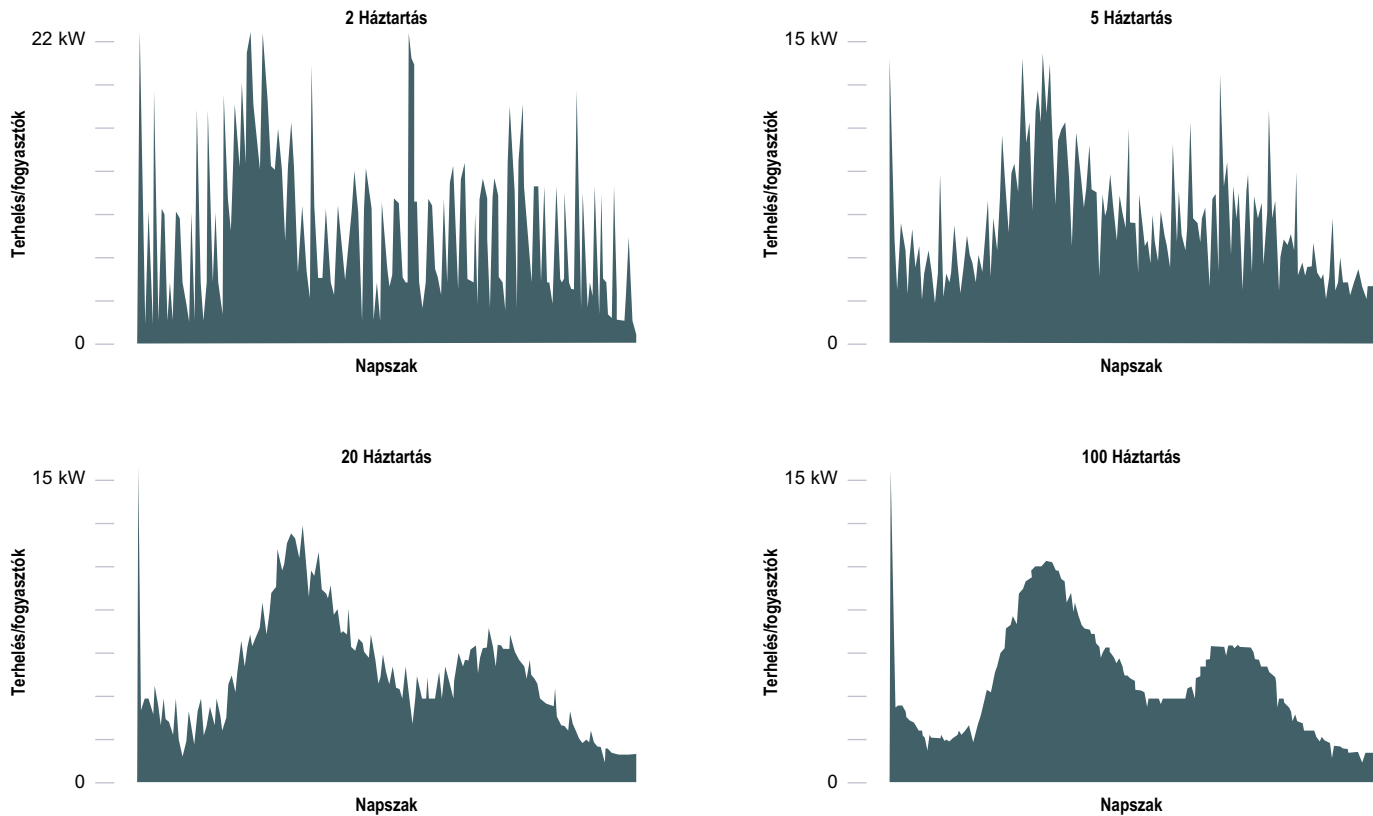 2 Háztartás
22 kW
Terhelés/fogyasztók
0
Napszak
5 Háztartás
15 kW
Terhelés/fogyasztók
0
Napszak
20 Háztartás
15 kW
Terhelés/fogyasztók
0
Napszak
100 Háztartás
15 kW
Terhelés/fogyasztók
0
Napszak